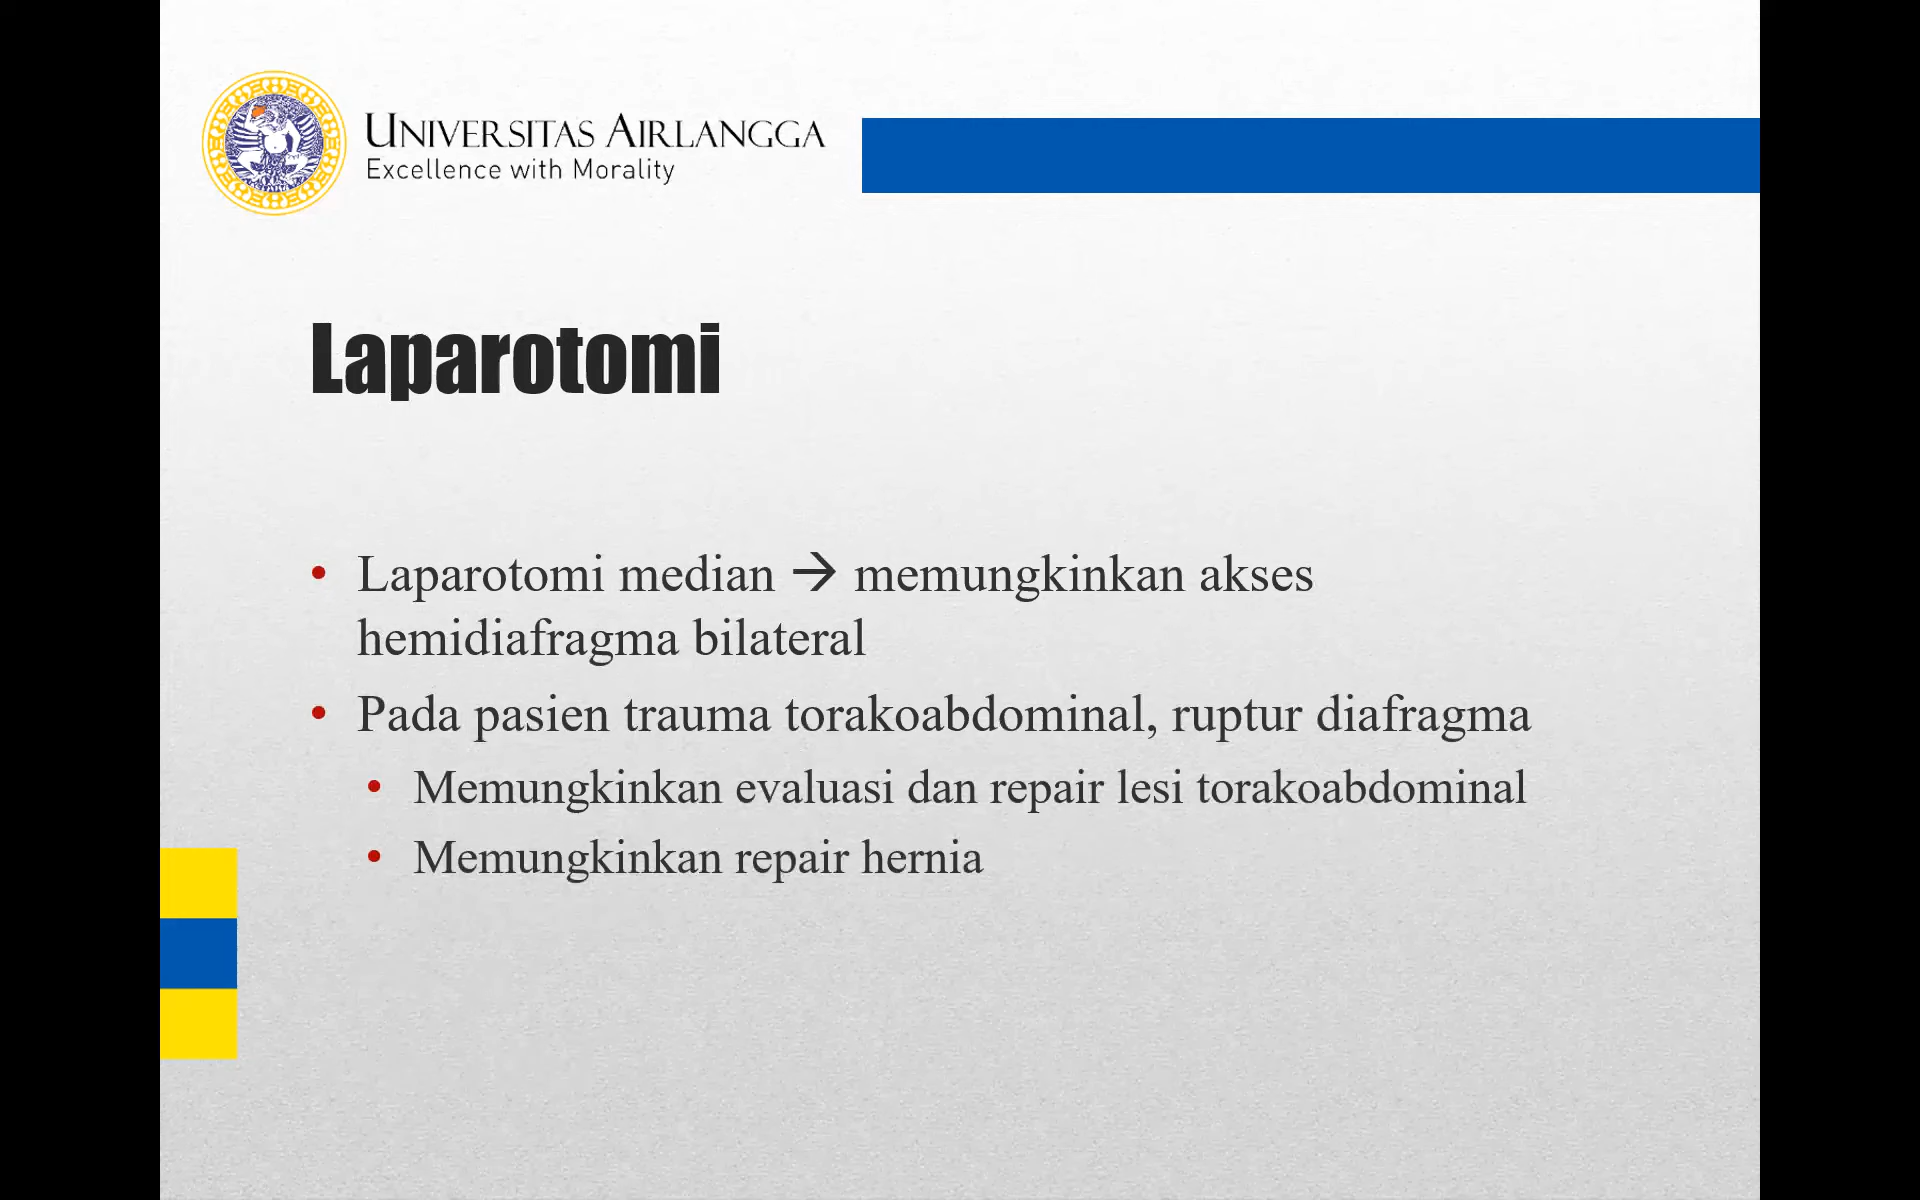 UNIVERSITAS AIRLANGGA
Excellence with Morality
Laparotomi
• Laparotomi median → memungkinkan akses
hemidiafragma bilateral
• Pada pasien trauma torakoabdominal, ruptur diafragma
• Memungkinkan evaluasi dan repair lesi torakoabdominal
• Memungkinkan repair hernia